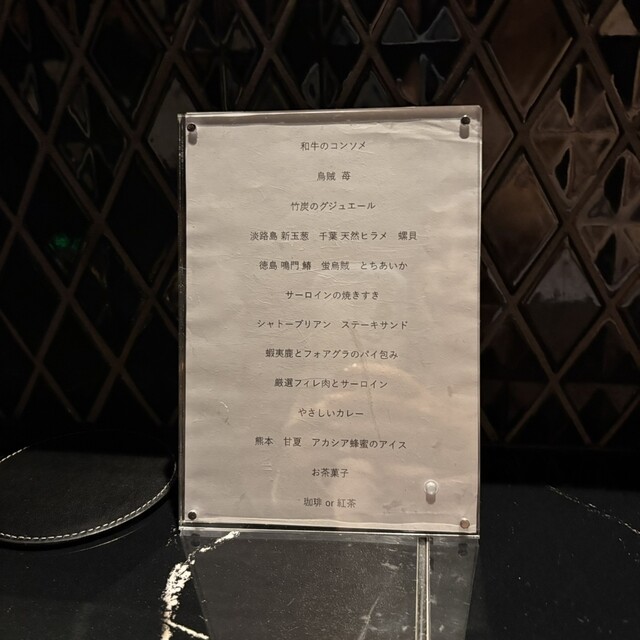 和牛のコンソメ
烏賊　苺
竹炭のグジュエール
淡路島 新玉葱　千葉 天然ヒラメ　螺貝
徳島 鳴門 鰆　蛍烏賊　とちあいか
サーロインの焼きすき
シャトーブリアン　ステーキサンド
蝦夷鹿とフォアグラのパイ包み
厳選フィレ肉とサーロイン
やさしいカレー
熊本　甘夏　アカシア蜂蜜のアイス
お茶菓子
珈琲 or 紅茶